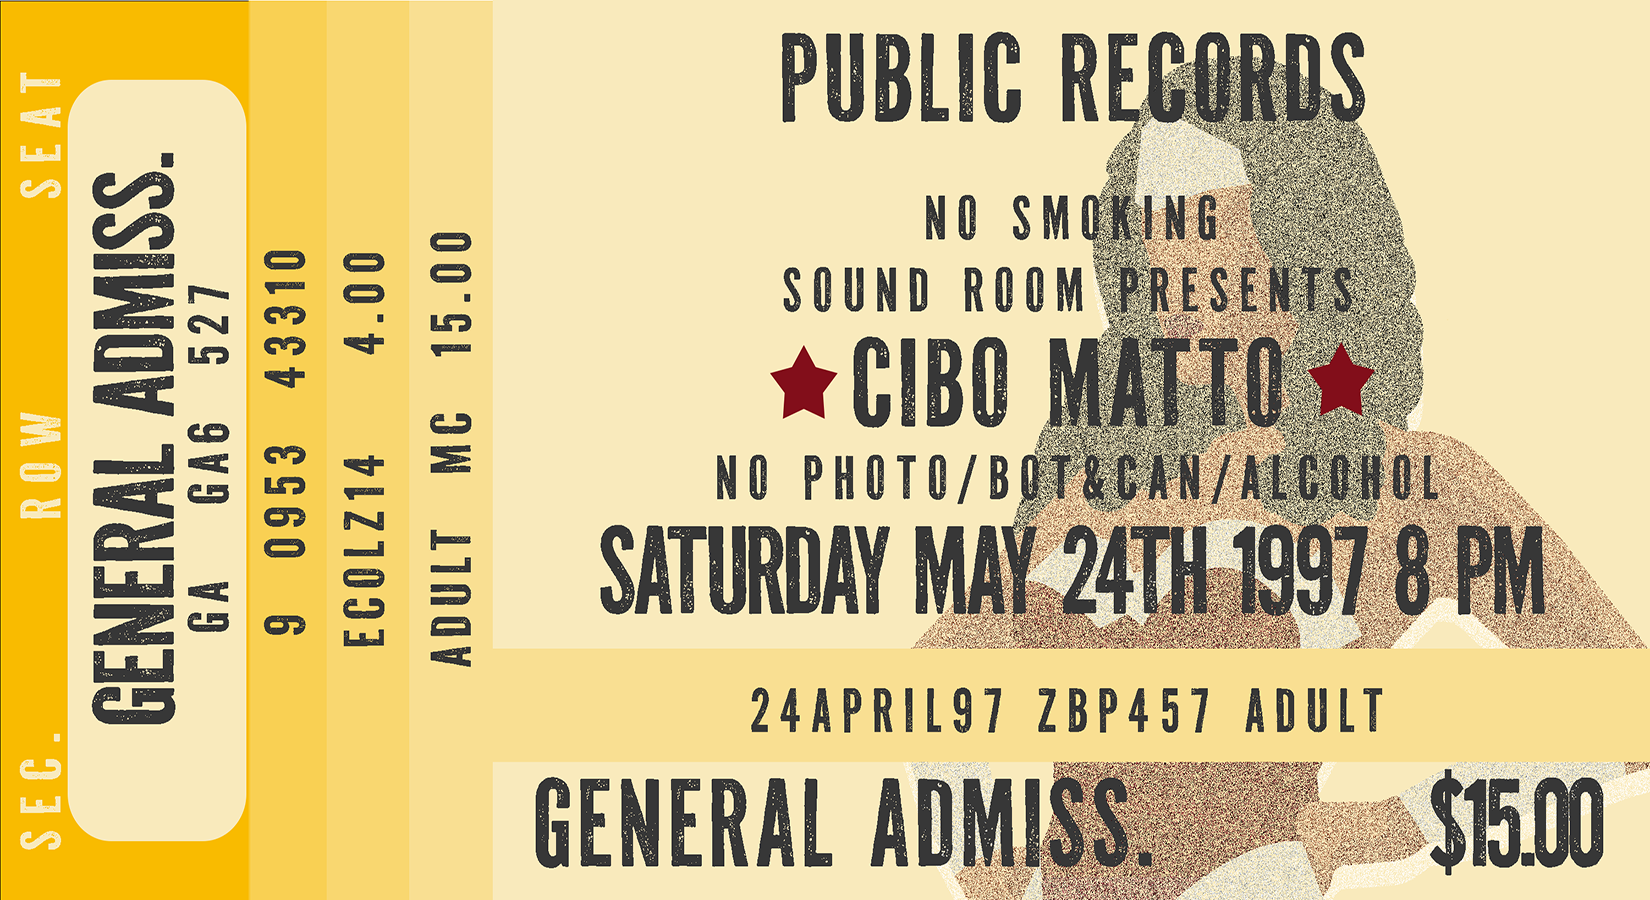 SEC. ROW SEAT
GENERAL ADMISS.
GA GA6 527
9 0953 43310
ECOLZ14 4.00
ADULT MC 15.00
PUBLIC RECORDS
NO SMOKING
SOUND ROOM PRESENTS
CIBO MATTO
NO PHOTO/BOT&CAN/ALCOHOL
SATURDAY MAY 24TH 1997 8 PM
24APRIL97 ZBP457 ADULT
GENERAL ADMISS. $15.00